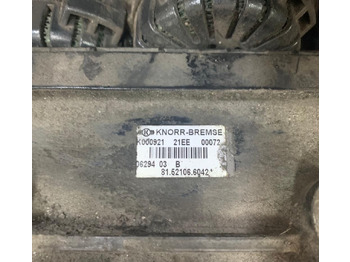 KNORR-BREMSE
K000921 21EE 00072
06294 03 B
81.52106.6042*